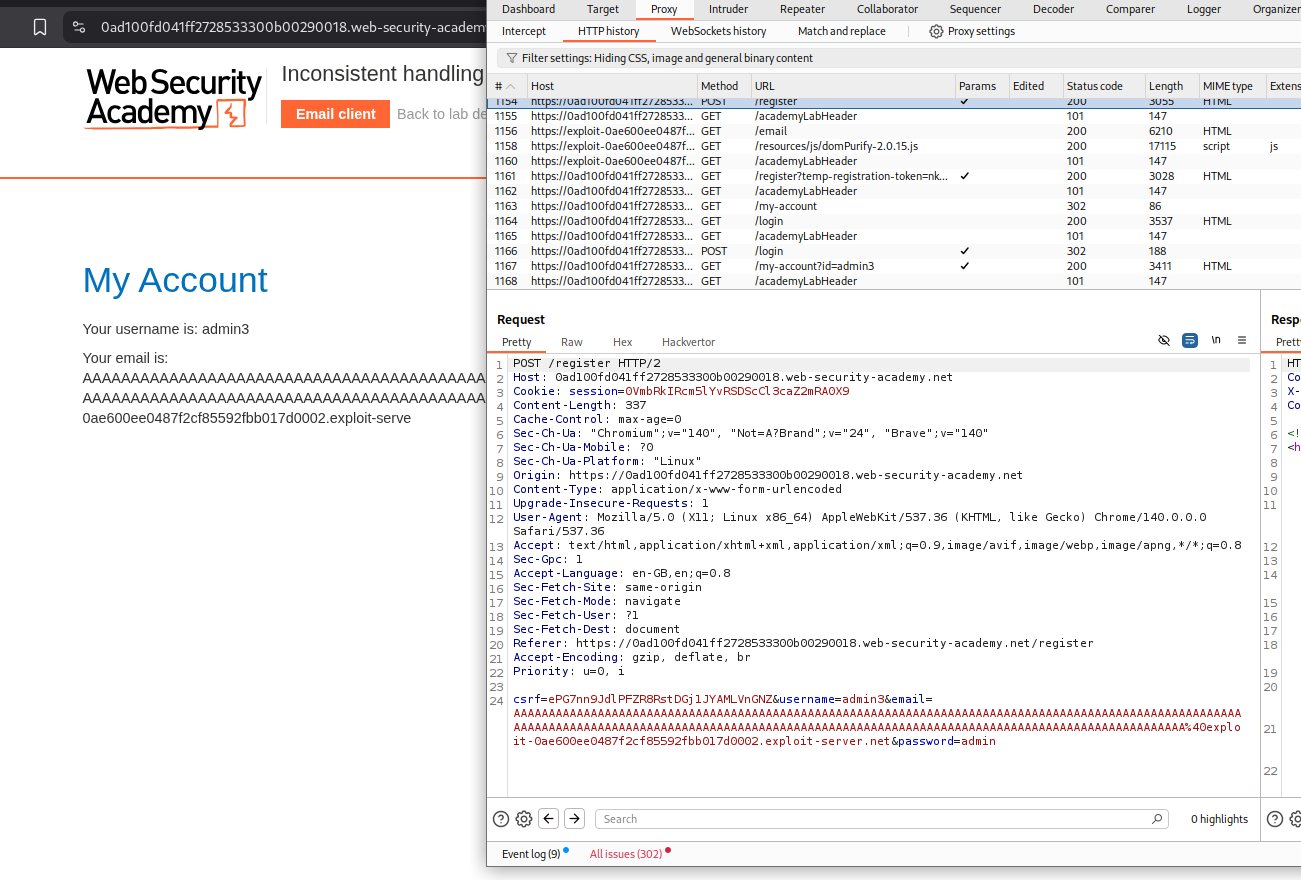 0ad100fd041ff2728533300b00290018.web-security-academy
WebSecurity
Academy
Inconsistent handling
Email client
Back to lab de
My Account
Your username is: admin3
Your email is:
0ae600ee0487f2cf85592fbb017d0002.exploit-serve
Dashboard Target Proxy Intruder Repeater Collaborator Sequencer Decoder Comparer Logger Organizer
Intercept HTTP history WebSockets history Match and replace Proxy settings
Filter settings: Hiding CSS, image and general binary content
# Host Method URL Params Edited Status code Length MIME type Extens
1154 https://0ad100fd041ff2728533... POST /register ✓ 200 3055 HTML
1155 https://0ad100fd041ff2728533... GET /academyLabHeader 101 147
1156 https://exploit-0ae600ee0487f... GET /email 200 6210 HTML
1158 https://exploit-0ae600ee0487f... GET /resources/js/domPurify-2.0.15.js 200 17115 script js
1160 https://exploit-0ae600ee0487f... GET /academyLabHeader 101 147
1161 https://0ad100fd041ff2728533... GET /register?temp-registration-token=nk... ✓ 200 3028 HTML
1162 https://0ad100fd041ff2728533... GET /academyLabHeader 101 147
1163 https://0ad100fd041ff2728533... GET /my-account 302 86
1164 https://0ad100fd041ff2728533... GET /login 200 3537 HTML
1165 https://0ad100fd041ff2728533... GET /academyLabHeader 101 147
1166 https://0ad100fd041ff2728533... POST /login ✓ 302 188
1167 https://0ad100fd041ff2728533... GET /my-account?id=admin3 ✓ 200 3411 HTML
1168 https://0ad100fd041ff2728533... GET /academyLabHeader 101 147
Request
Pretty Raw Hex Hackvertor \n
1 POST /register HTTP/2
2 Host: 0ad100fd041ff2728533300b00290018.web-security-academy.net
3 Cookie: session=0VmbRkIRcm5lYvRSDScCl3caZ2mRA0X9
4 Content-Length: 337
5 Cache-Control: max-age=0
6 Sec-Ch-Ua: "Chromium";v="140", "Not=A?Brand";v="24", "Brave";v="140"
7 Sec-Ch-Ua-Mobile: ?0
8 Sec-Ch-Ua-Platform: "Linux"
9 Origin: https://0ad100fd041ff2728533300b00290018.web-security-academy.net
10 Content-Type: application/x-www-form-urlencoded
11 Upgrade-Insecure-Requests: 1
12 User-Agent: Mozilla/5.0 (X11; Linux x86_64) AppleWebKit/537.36 (KHTML, like Gecko) Chrome/140.0.0.0
Safari/537.36
13 Accept: text/html,application/xhtml+xml,application/xml;q=0.9,image/avif,image/webp,image/apng,*/*;q=0.8
14 Sec-Gpc: 1
15 Accept-Language: en-GB,en;q=0.8
16 Sec-Fetch-Site: same-origin
17 Sec-Fetch-Mode: navigate
18 Sec-Fetch-User: ?1
19 Sec-Fetch-Dest: document
20 Referer: https://0ad100fd041ff2728533300b00290018.web-security-academy.net/register
21 Accept-Encoding: gzip, deflate, br
22 Priority: u=0, i
23
24 csrf=ePG7nn9JdlPFZR8RstDGj1JYAMLVnGNZ&username=admin3&email=
it-0ae600ee0487f2cf85592fbb017d0002.exploit-server.net&password=admin
Search
0 highlights
Event log (9) All issues (302)
Respo
Prett
1 HT
2 Co
3 X-
4 Co
5
6 <!
7 <h
8
9
10
11
12
13
14
15
16
17
18
19
20
21
22